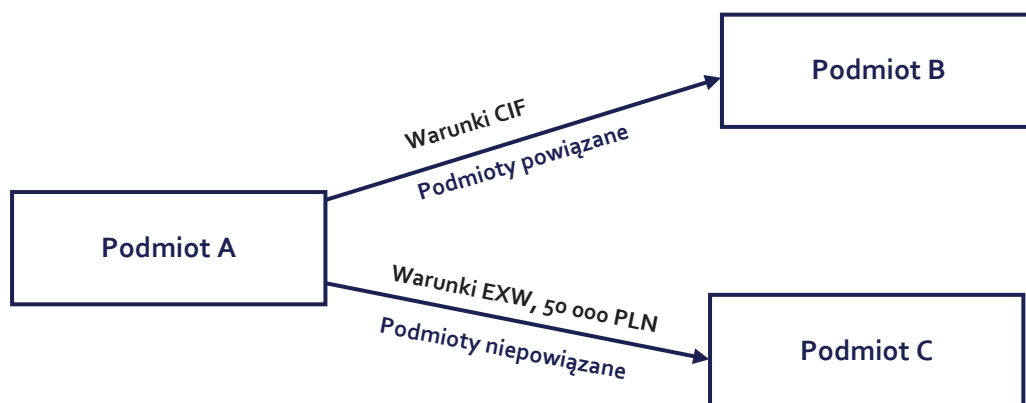 Podmiot B
Warunki CIF
Podmioty powiązane
Podmiot A
Warunki EXW, 50 000 PLN
Podmioty niepowiązane
Podmiot C